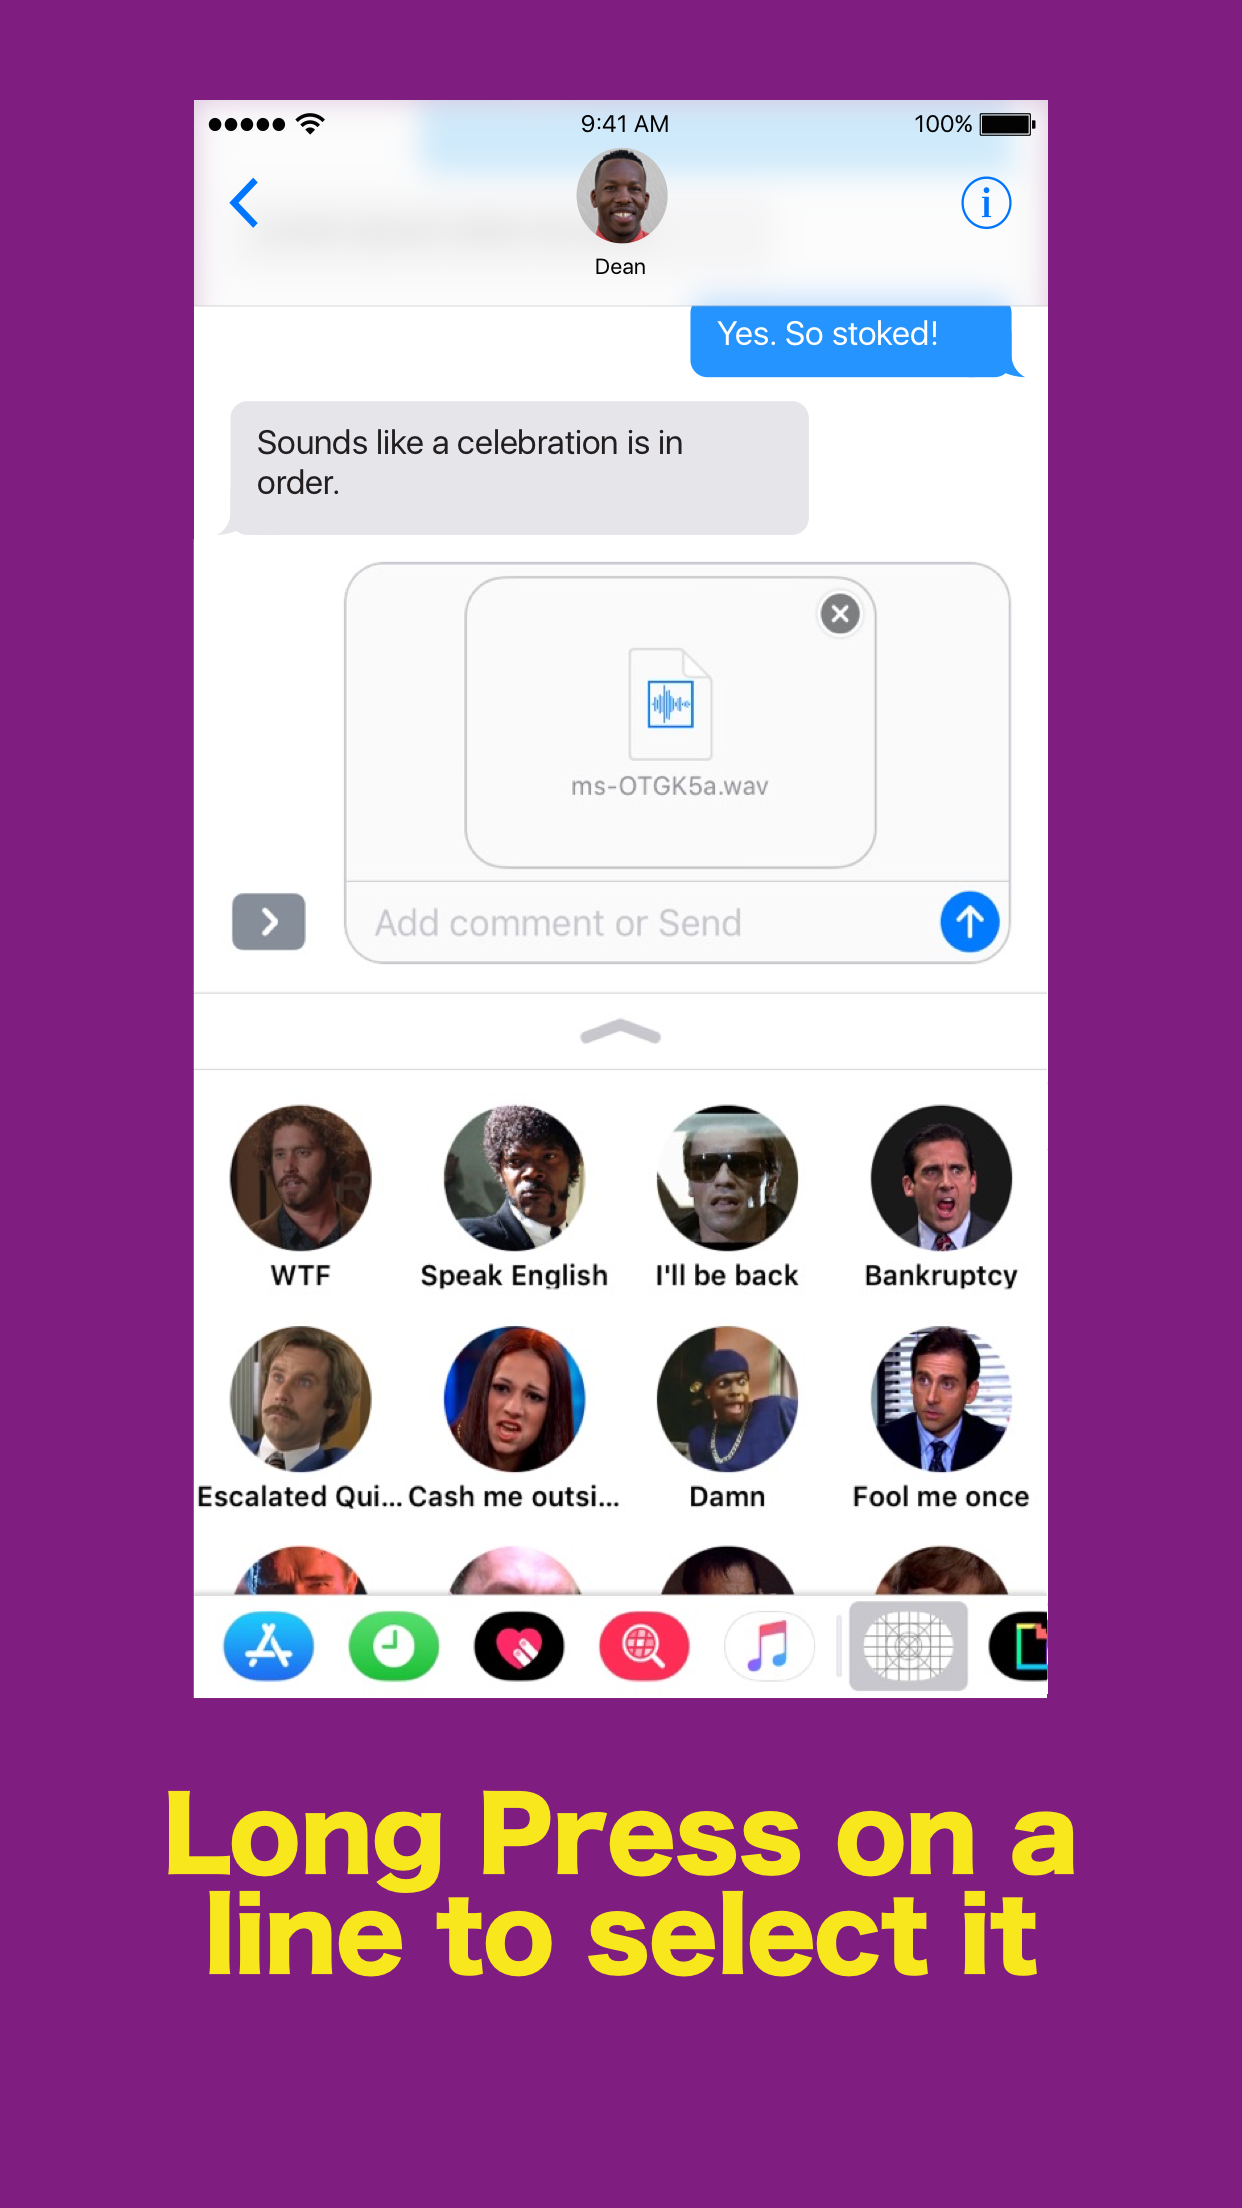 9:41 AM
100%
Dean
Yes. So stoked!
Sounds like a celebration is in
order.
ms-OTGK5a.wav
Add comment or Send
WTF
Speak English
I'll be back
Bankruptcy
Escalated Qui...
Cash me outsi...
Damn
Fool me once
Long Press on a
line to select it